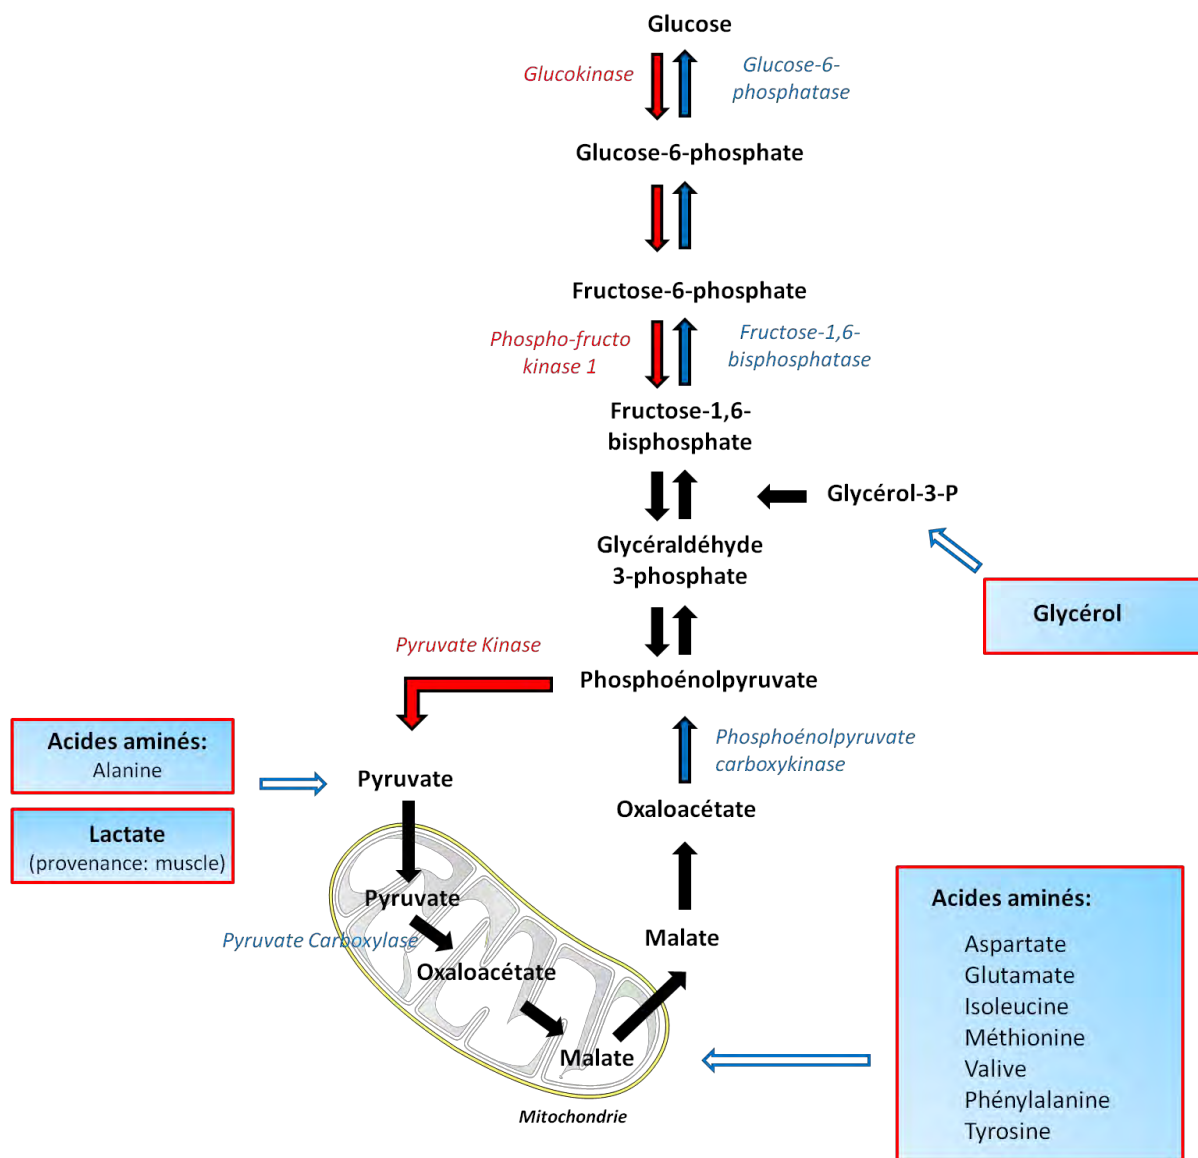 Glucose
Glucokinase
Glucose-6-
phosphatase
Glucose-6-phosphate
Fructose-6-phosphate
Phospho-fructo
kinase 1
Fructose-1,6-
bisphosphatase
Fructose-1,6-
bisphosphate
Glycérol-3-P
Glycéraldéhyde
3-phosphate
Glycérol
Pyruvate Kinase
Phosphoénolpyruvate
Acides aminés:
Alanine
Phosphoénolpyruvate
carboxykinase
Pyruvate
Oxaloacétate
Lactate
(provenance: muscle)
Pyruvate
Pyruvate Carboxylase
Oxaloacétate
Malate
Malate
Mitochondrie
Acides aminés:
Aspartate
Glutamate
Isoleucine
Méthionine
Valive
Phénylalanine
Tyrosine